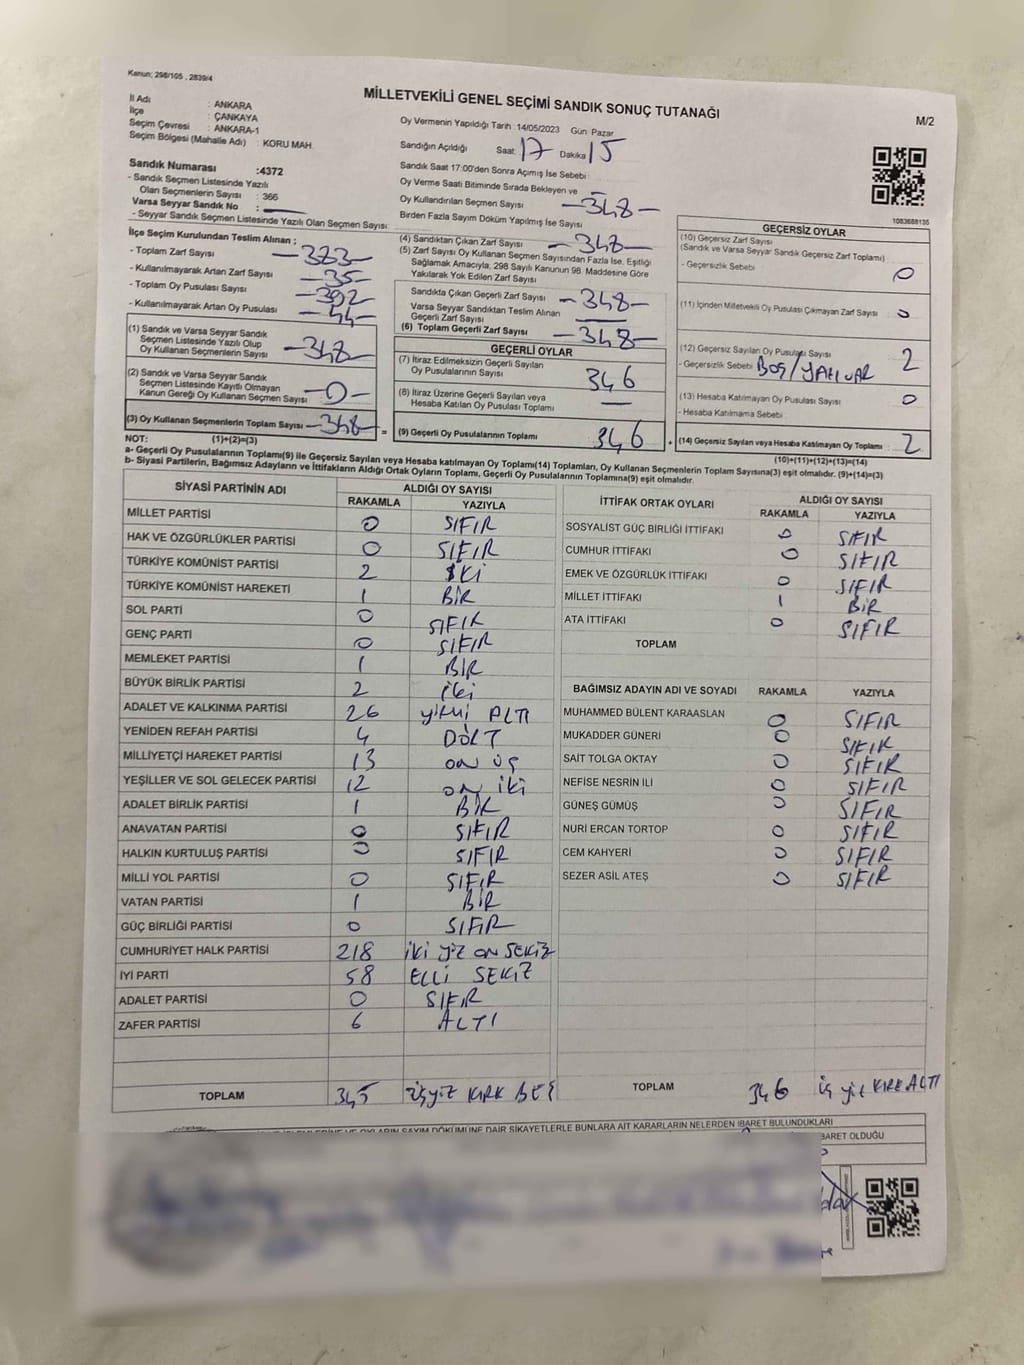 Kanun; 298/105 , 2839/4
MİLLETVEKİLİ GENEL SEÇİMİ SANDIK SONUÇ TUTANAĞI
M/2
İl Adı : ANKARA
İlçe : ÇANKAYA
Seçim Çevresi : ANKARA-1
Seçim Bölgesi (Mahalle Adı) : KORU MAH.
Sandık Numarası :4372
- Sandık Seçmen Listesinde Yazılı
Olan Seçmenlerin Sayısı : 366
Varsa Seyyar Sandık No :
- Seyyar Sandık Seçmen Listesinde Yazılı Olan Seçmen Sayısı:
Oy Vermenin Yapıldığı Tarih :14/05/2023 Gün Pazar
Sandığın Açıldığı Saat: 17 Dakika 15
Sandık Saat 17:00'den Sonra Açımış İse Sebebi :
Oy Verme Saati Bitiminde Sırada Bekleyen ve
Oy Kullandırılan Seçmen Sayısı —348—
Birden Fazla Sayım Döküm Yapılmış İse Sayısı
1083688135
İlçe Seçim Kurulundan Teslim Alınan ;
- Toplam Zarf Sayısı —383—
- Kullanılmayarak Artan Zarf Sayısı —35—
- Toplam Oy Pusulası Sayısı —392—
- Kullanılmayarak Artan Oy Pusulası —44—
(1) Sandık ve Varsa Seyyar Sandık
Seçmen Listesinde Yazılı Olup
Oy Kullanan Seçmenlerin Sayısı —348—
(2) Sandık ve Varsa Seyyar Sandık
Seçmen Listesinde Kayıtlı Olmayan
Kanun Gereği Oy Kullanan Seçmen Sayısı —0—
(3) Oy Kullanan Seçmenlerin Toplam Sayısı —348— =
(4) Sandıktan Çıkan Zarf Sayısı —348—
(5) Zarf Sayısı Oy Kullanan Seçmen Sayısından Fazla İse, Eşitliği
Sağlamak Amacıyla, 298 Sayılı Kanunun 98. Maddesine Göre
Yakılarak Yok Edilen Zarf Sayısı
Sandıkta Çıkan Geçerli Zarf Sayısı —348—
Varsa Seyyar Sandıktan Teslim Alınan
Geçerli Zarf Sayısı
(6) Toplam Geçerli Zarf Sayısı —348—
GEÇERLİ OYLAR
(7) İtiraz Edilmeksizin Geçerli Sayılan
Oy Pusulalarının Sayısı 346
(8) İtiraz Üzerine Geçerli Sayılan veya
Hesaba Katılan Oy Pusulası Toplamı —
(9) Geçerli Oy Pusulalarının Toplamı 346
GEÇERSİZ OYLAR
(10) Geçersiz Zarf Sayısı
(Sandık ve Varsa Seyyar Sandık Geçersiz Zarf Toplamı)
- Geçersizlik Sebebi : 0
(11) İçinden Milletvekili Oy Pusulası Çıkmayan Zarf Sayısı : 0
(12) Geçersiz Sayılan Oy Pusulası Sayısı : 2
- Geçersizlik Sebebi BOŞ/
(13) Hesaba Katılmayan Oy Pusulası Sayısı : 0
- Hesaba Katılmama Sebebi :
(14) Geçersiz Sayılan veya Hesaba Katılmayan Oy Toplamı : 2
NOT: (1)+(2)=(3) (10)+(11)+(12)+(13)=(14)
a- Geçerli Oy Pusulalarının Toplamı(9) ile Geçersiz Sayılan veya Hesaba katılmayan Oy Toplamı(14) Toplamları, Oy Kullanan Seçmenlerin Toplam Sayısına(3) eşit olmalıdır. (9)+(14)=(3)
b- Siyasi Partilerin, Bağımsız Adayların ve İttifakların Aldığı Ortak Oyların Toplamı, Geçerli Oy Pusulalarının Toplamına(9) eşit olmalıdır.
SİYASİ PARTİNİN ADI ALDIĞI OY SAYISI
RAKAMLA YAZIYLA
MİLLET PARTİSİ 0 SIFIR
HAK VE ÖZGÜRLÜKLER PARTİSİ 0 SIFIR
TÜRKİYE KOMÜNİST PARTİSİ 2 İKİ
TÜRKİYE KOMÜNİST HAREKETİ 1 BİR
SOL PARTİ 0 SIFIR
GENÇ PARTİ 0 SIFIR
MEMLEKET PARTİSİ 1 BİR
BÜYÜK BİRLİK PARTİSİ 2 iki
ADALET VE KALKINMA PARTİSİ 26 yirmi ALTI
YENİDEN REFAH PARTİSİ 4 DÖRT
MİLLİYETÇİ HAREKET PARTİSİ 13 on üç
YEŞİLLER VE SOL GELECEK PARTİSİ 12 on iki
ADALET BİRLİK PARTİSİ 1 BİR
ANAVATAN PARTİSİ 0 SIFIR
HALKIN KURTULUŞ PARTİSİ 0 SIFIR
MİLLİ YOL PARTİSİ 0 SIFIR
VATAN PARTİSİ 1 BİR
GÜÇ BİRLİĞİ PARTİSİ 0 SIFIR
CUMHURİYET HALK PARTİSİ 218 iki yüz ON SEKİZ
İYİ PARTİ 58 ELLİ SEKİZ
ADALET PARTİSİ 0 SIFIR
ZAFER PARTİSİ 6 ALTI
TOPLAM 345 üçyüz KIRK BEŞ
İTTİFAK ORTAK OYLARI ALDIĞI OY SAYISI
RAKAMLA YAZIYLA
SOSYALİST GÜÇ BİRLİĞİ İTTİFAKI 0 SIFIR
CUMHUR İTTİFAKI 0 SIFIR
EMEK VE ÖZGÜRLÜK İTTİFAKI 0 SIFIR
MİLLET İTTİFAKI 1 BİR
ATA İTTİFAKI 0 SIFIR
TOPLAM
BAĞIMSIZ ADAYIN ADI VE SOYADI RAKAMLA YAZIYLA
MUHAMMED BÜLENT KARAASLAN 0 SIFIR
MUKADDER GÜNERİ 0 SIFIR
SAİT TOLGA OKTAY 0 SIFIR
NEFİSE NESRİN İLİ 0 SIFIR
GÜNEŞ GÜMÜŞ 0 SIFIR
NURİ ERCAN TORTOP 0 SIFIR
CEM KAHYERİ 0 SIFIR
SEZER ASİL ATEŞ 0 SIFIR
TOPLAM 346 üç yüz KIRK ALTI
SAYIM DÖKÜMÜNE DAİR ŞİKAYETLERLE BUNLARA AİT KARARLARIN NELERDEN İBARET BULUNDUKLARI
İBARET OLDUĞU